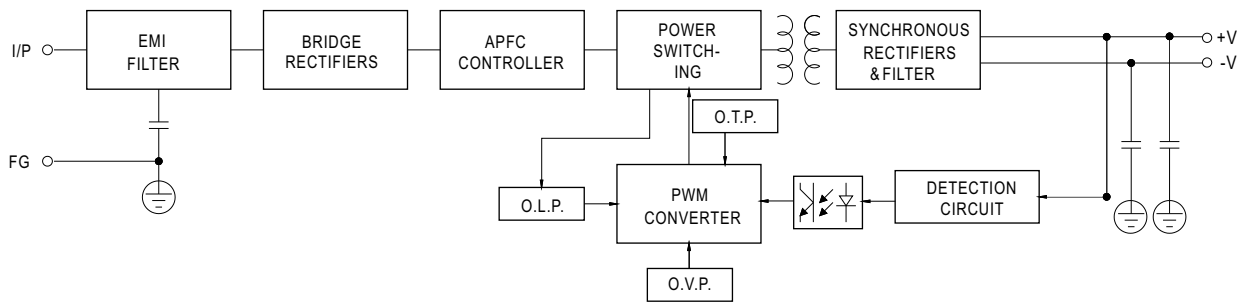 I/P
EMI
FILTER
BRIDGE
RECTIFIERS
APFC
CONTROLLER
POWER
SWITCH-
ING
SYNCHRONOUS
RECTIFIERS
&FILTER
+V
-V
O.T.P.
FG
O.L.P.
PWM
CONVERTER
DETECTION
CIRCUIT
O.V.P.